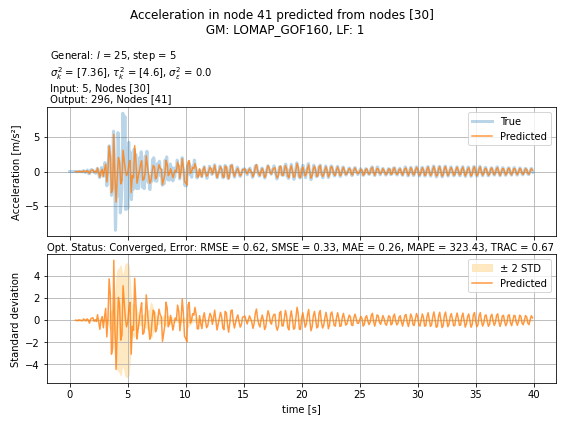 Acceleration in node 41 predicted from nodes [30]
GM: LOMAP_GOF160, LF: 1
General: l = 25, step = 5
σ²_k = [7.36], τ²_k = [4.6], σ²_ε = 0.0
Input: 5, Nodes [30]
Output: 296, Nodes [41]
True
Predicted
Acceleration [m/s²]
5
0
−5
Opt. Status: Converged, Error: RMSE = 0.62, SMSE = 0.33, MAE = 0.26, MAPE = 323.43, TRAC = 0.67
± 2 STD
Predicted
Standard deviation
4
2
0
−2
−4
0 5 10 15 20 25 30 35 40
time [s]